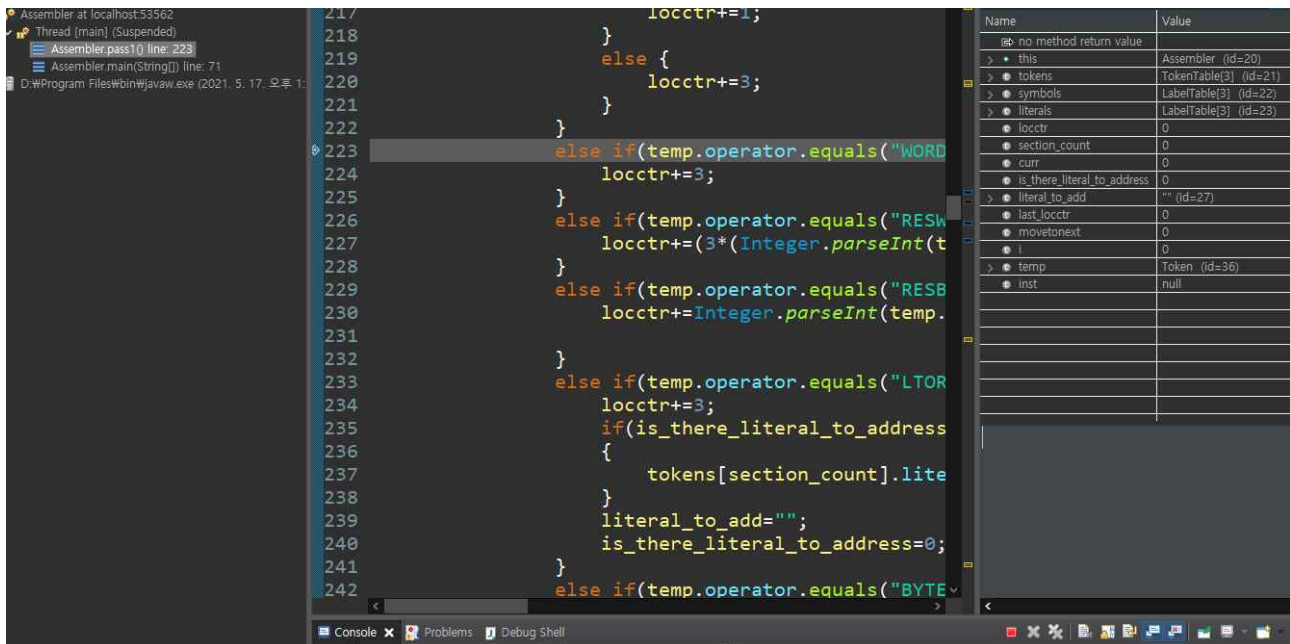 Assembler at localhost:53562
Thread [main] (Suspended)
Assembler.pass1() line: 223
Assembler.main(String[]) line: 71
D:₩Program Files₩bin₩javaw.exe (2021. 5. 17. 오후 1:
217 locctr+=1;
218 }
219 else {
220 locctr+=3;
221 }
222 }
223 else if(temp.operator.equals("WORD
224 locctr+=3;
225 }
226 else if(temp.operator.equals("RESW
227 locctr+=(3*(Integer.parseInt(t
228 }
229 else if(temp.operator.equals("RESB
230 locctr+=Integer.parseInt(temp.
231
232 }
233 else if(temp.operator.equals("LTOR
234 locctr+=3;
235 if(is_there_literal_to_address
236 {
237 tokens[section_count].lite
238 }
239 literal_to_add="";
240 is_there_literal_to_address=0;
241 }
242 else if(temp.operator.equals("BYTE
Name Value
no method return value
this Assembler (id=20)
tokens TokenTable[3] (id=21)
symbols LabelTable[3] (id=22)
literals LabelTable[3] (id=23)
locctr 0
section_count 0
curr 0
is_there_literal_to_address 0
literal_to_add "" (id=27)
last_locctr 0
movetonext 0
i 0
temp Token (id=36)
inst null
Console Problems Debug Shell